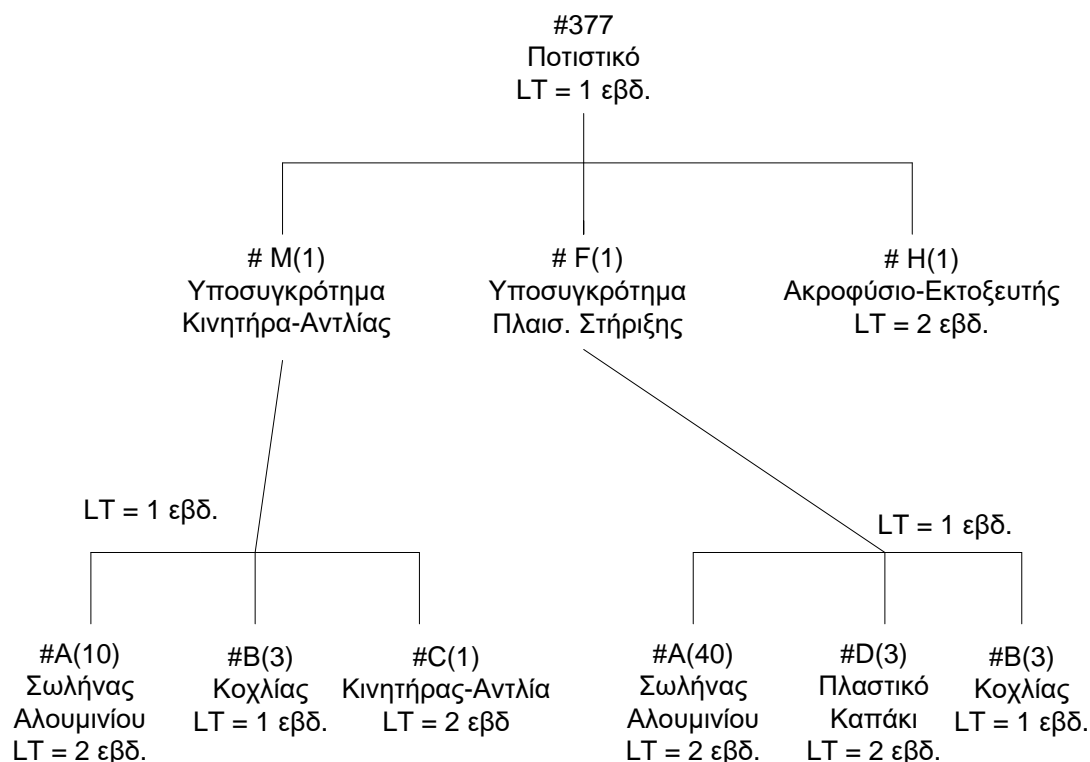 #377
Ποτιστικό
LT = 1 εβδ.
# M(1)
Υποσυγκρότημα
Κινητήρα-Αντλίας
# F(1)
Υποσυγκρότημα
Πλαισ. Στήριξης
# H(1)
Ακροφύσιο-Εκτοξευτής
LT = 2 εβδ.
LT = 1 εβδ.
LT = 1 εβδ.
#A(10)
Σωλήνας
Αλουμινίου
LT = 2 εβδ.
#B(3)
Κοχλίας
LT = 1 εβδ.
#C(1)
Κινητήρας-Αντλία
LT = 2 εβδ
#A(40)
Σωλήνας
Αλουμινίου
LT = 2 εβδ.
#D(3)
Πλαστικό
Καπάκι
LT = 2 εβδ.
#B(3)
Κοχλίας
LT = 1 εβδ.